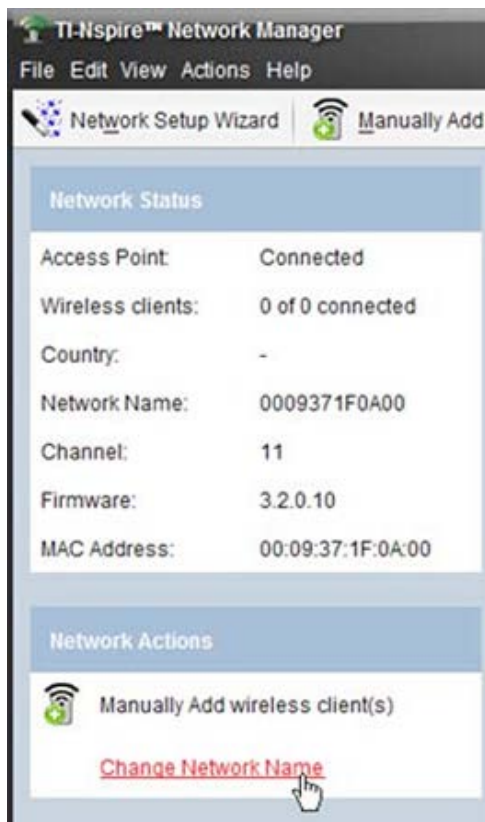 TI-Nspire™ Network Manager
File Edit View Actions Help
Network Setup Wizard Manually Add
Network Status
Access Point: Connected
Wireless clients: 0 of 0 connected
Country: -
Network Name: 0009371F0A00
Channel: 11
Firmware: 3.2.0.10
MAC Address: 00:09:37:1F:0A:00
Network Actions
Manually Add wireless client(s)
Change Network Name